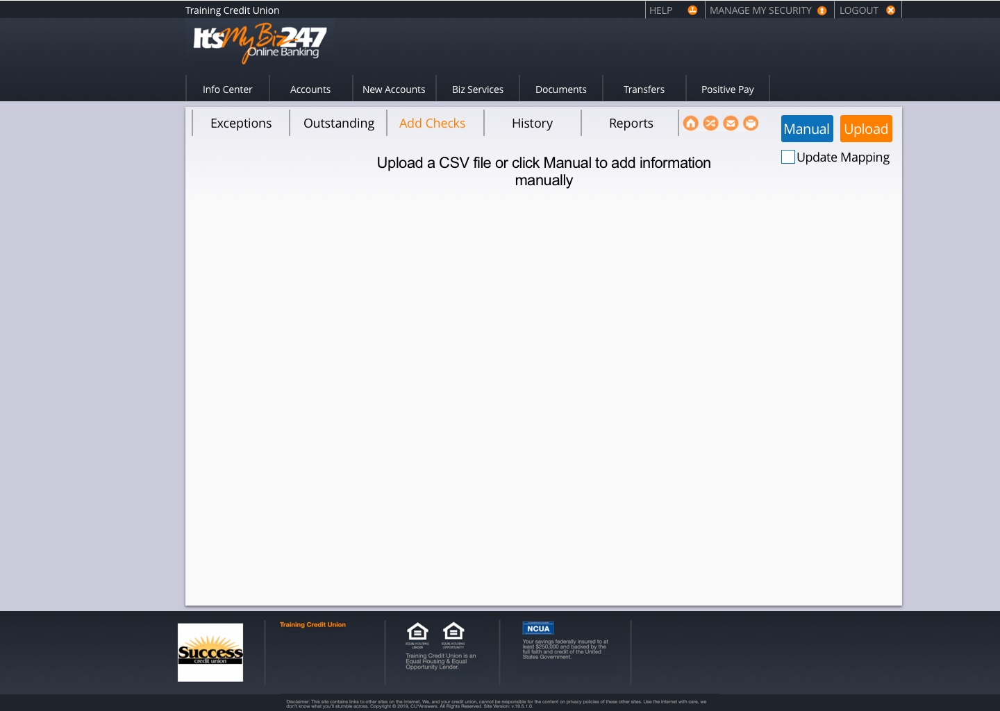 Training Credit Union
HELP
MANAGE MY SECURITY
LOGOUT
It'sMyBiz247
Online Banking
Info Center
Accounts
New Accounts
Biz Services
Documents
Transfers
Positive Pay
Exceptions
Outstanding
Add Checks
History
Reports
Manual
Upload
Update Mapping
Upload a CSV file or click Manual to add information
manually
Success
credit union
Training Credit Union
EQUAL HOUSING
LENDER
EQUAL HOUSING
OPPORTUNITY
Training Credit Union is an
Equal Housing & Equal
Opportunity Lender.
NCUA
Your savings federally insured to at
least $250,000 and backed by the
full faith and credit of the United
States Government.
Disclaimer: This site contains links to other sites on the internet. We, and your credit union, cannot be responsible for the content on privacy policies of these other sites. Use the internet with care, we
don't know what you'll stumble across. Copyright © 2019, CU*Answers. All Rights Reserved. Site Version: v.19.5.1.0.